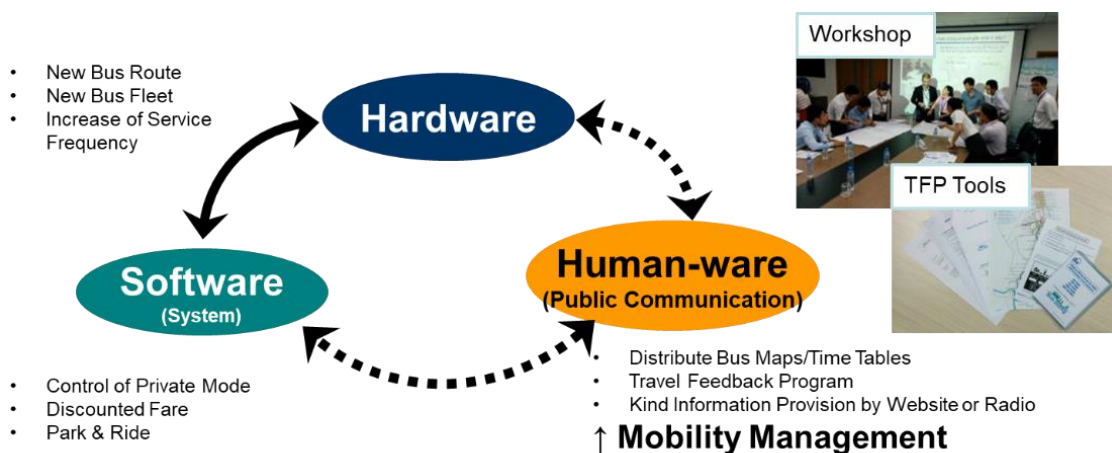 • New Bus Route
• New Bus Fleet
• Increase of Service
Frequency
Hardware
Workshop
TFP Tools
Software
(System)
Human-ware
(Public Communication)
• Control of Private Mode
• Discounted Fare
• Park & Ride
• Distribute Bus Maps/Time Tables
• Travel Feedback Program
• Kind Information Provision by Website or Radio
↑ Mobility Management